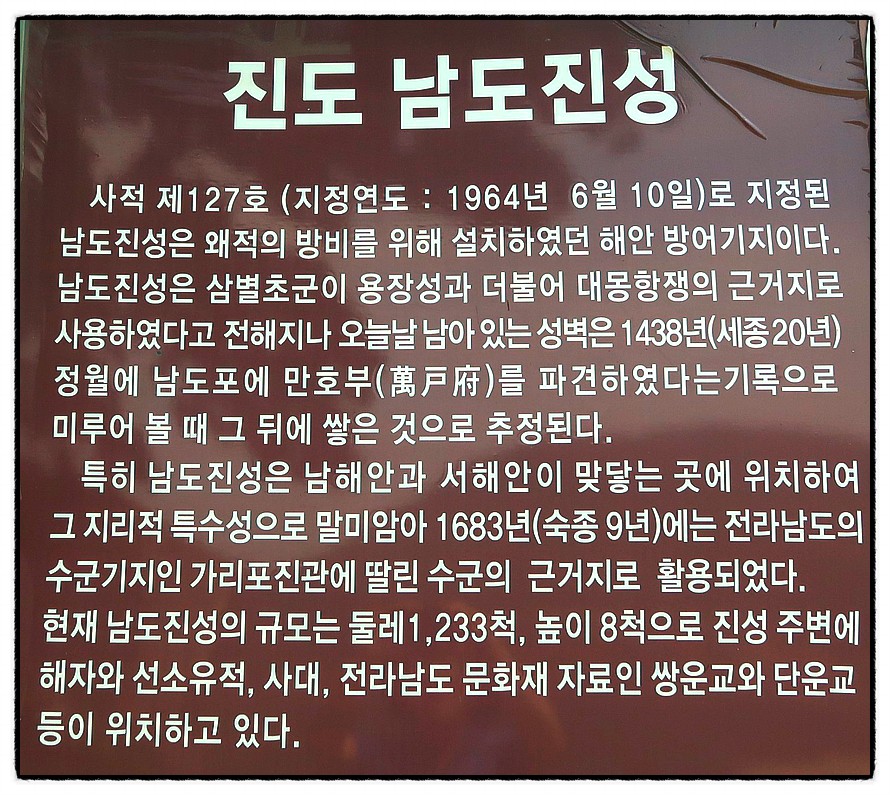 진도 남도진성
사적 제127호 (지정연도 : 1964년 6월 10일)로 지정된
남도진성은 왜적의 방비를 위해 설치하였던 해안 방어기지이다.
남도진성은 삼별초군이 용장성과 더불어 대몽항쟁의 근거지로
사용하였다고 전해지나 오늘날 남아 있는 성벽은 1438년(세종 20년)
정월에 남도포에 만호부(萬戶府)를 파견하였다는기록으로
미루어 볼 때 그 뒤에 쌓은 것으로 추정된다.
특히 남도진성은 남해안과 서해안이 맞닿는 곳에 위치하여
그 지리적 특수성으로 말미암아 1683년(숙종 9년)에는 전라남도의
수군기지인 가리포진관에 딸린 수군의 근거지로 활용되었다.
현재 남도진성의 규모는 둘레1,233척, 높이 8척으로 진성 주변에
해자와 선소유적, 사대, 전라남도 문화재 자료인 쌍운교와 단운교
등이 위치하고 있다.